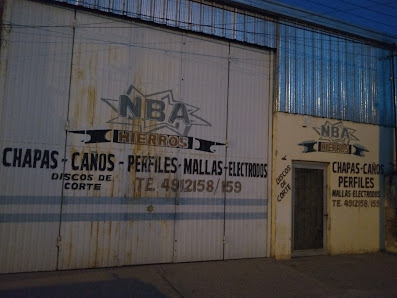 NBA
HIERROS
CHAPAS - CAÑOS - PERFILES - MALLAS - ELECTRODOS
DISCOS DE
CORTE
TE. 4912158/159
NBA
HIERROS
CHAPAS-CAÑOS
PERFILES
MALLAS-ELECTRODOS
TE. 4912158/159
DISCOS DE
CORTE